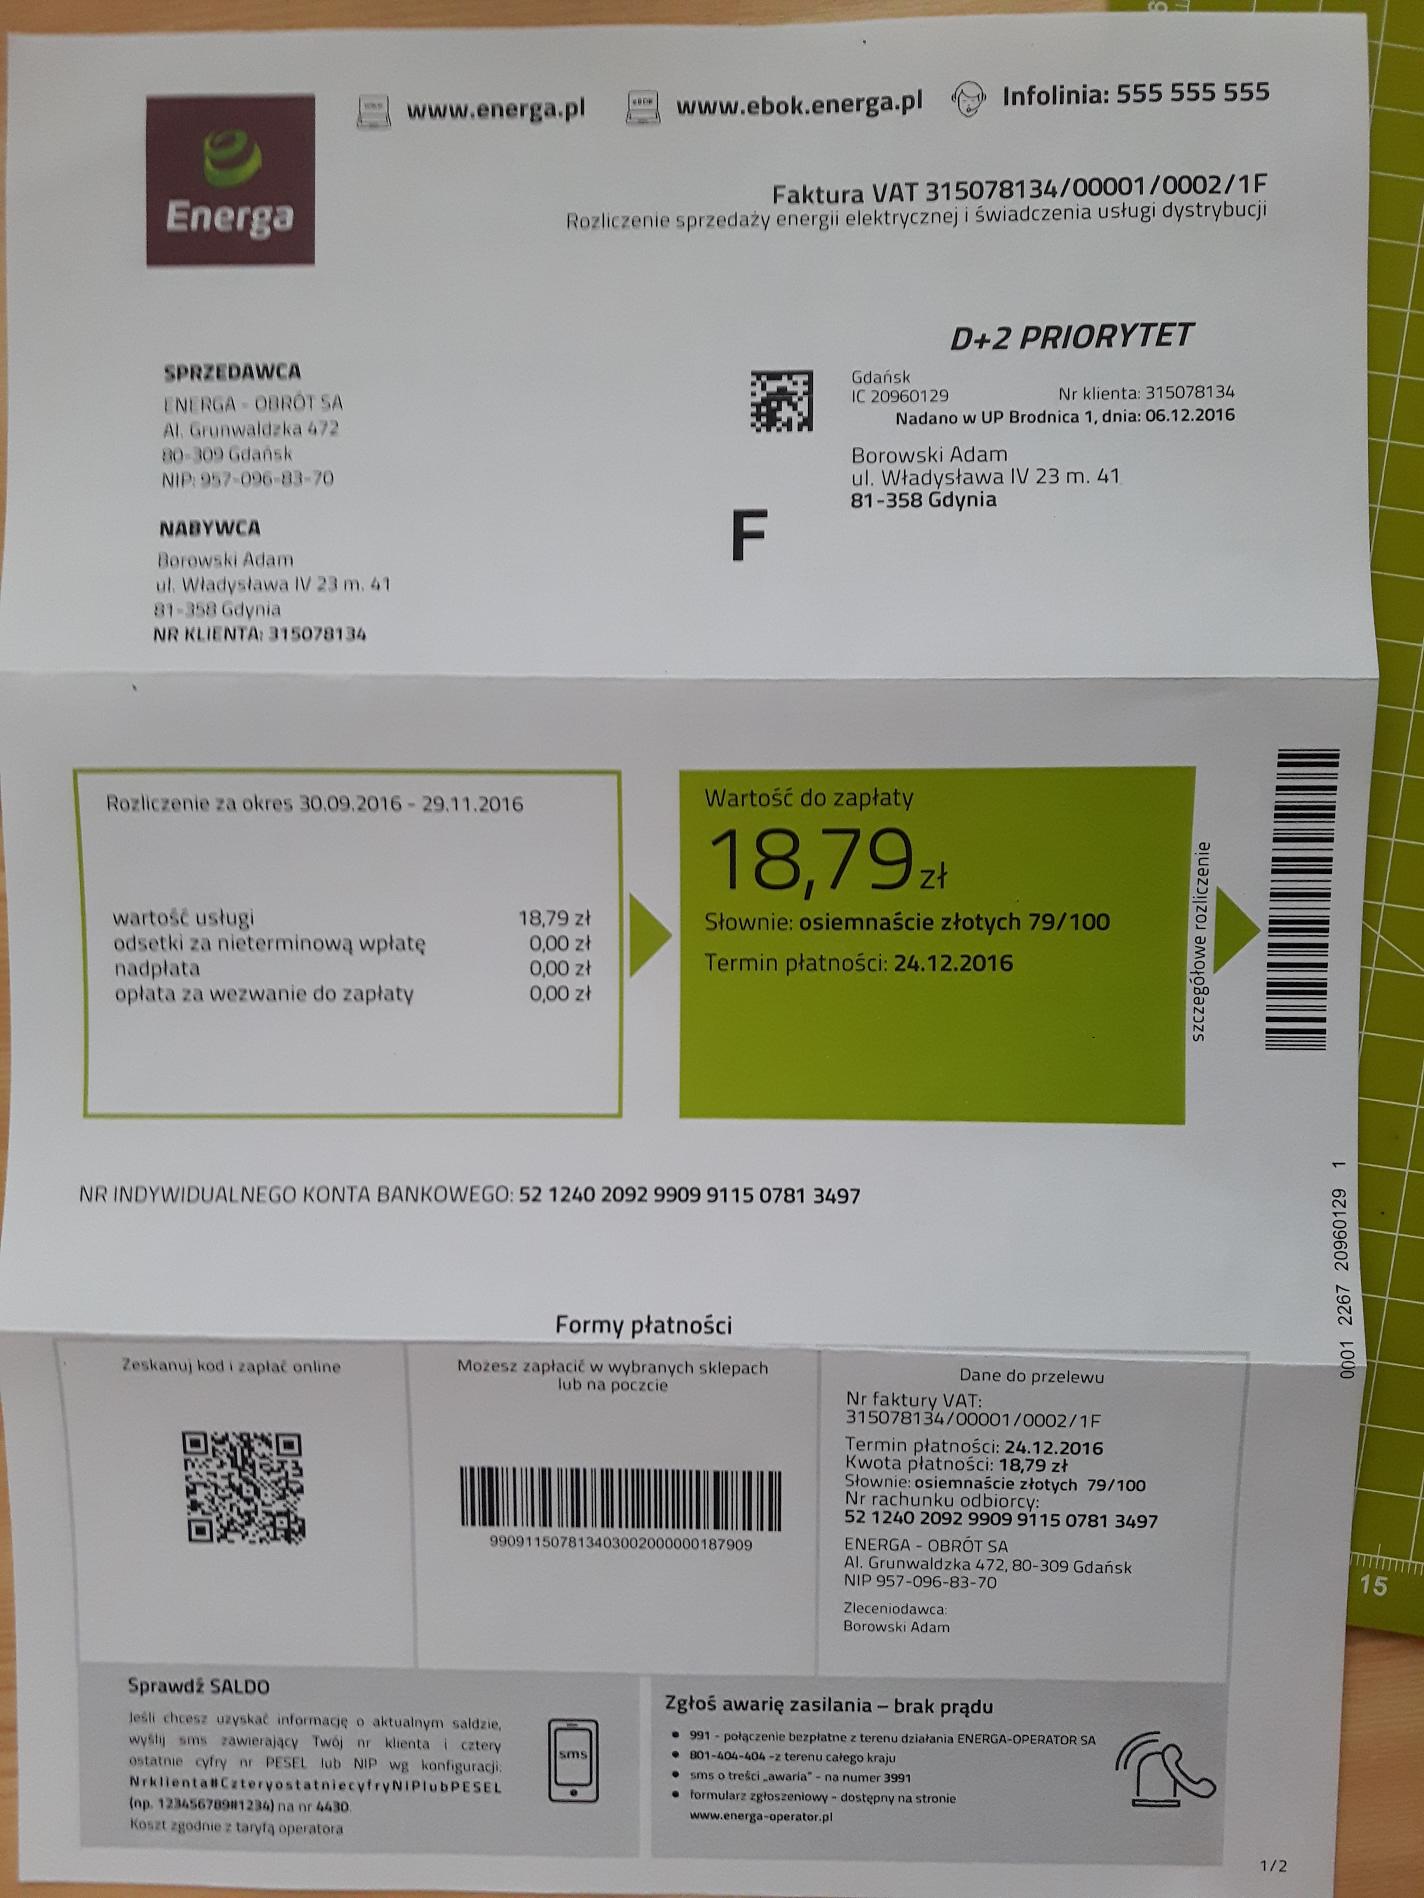 www.energa.pl
www.ebok.energa.pl
Infolinia: 555 555 555
Energa
Faktura VAT 315078134/00001/0002/1F
Rozliczenie sprzedaży energii elektrycznej i świadczenia usługi dystrybucji
D+2 PRIORYTET
SPRZEDAWCA
ENERGA - OBRÓT SA
Al. Grunwaldzka 472
80-309 Gdańsk
NIP: 957-096-83-70
Gdańsk
IC 20960129 Nr klienta: 315078134
Nadano w UP Brodnica 1, dnia: 06.12.2016
Borowski Adam
ul. Władysława IV 23 m. 41
81-358 Gdynia
F
NABYWCA
Borowski Adam
ul. Władysława IV 23 m. 41
81-358 Gdynia
NR KLIENTA: 315078134
Rozliczenie za okres 30.09.2016 - 29.11.2016
wartość usługi 18,79 zł
odsetki za nieterminową wpłatę 0,00 zł
nadpłata 0,00 zł
opłata za wezwanie do zapłaty 0,00 zł
Wartość do zapłaty
18,79 zł
Słownie: osiemnaście złotych 79/100
Termin płatności: 24.12.2016
szczegółowe rozliczenie
0001 2267 20960129 1
NR INDYWIDUALNEGO KONTA BANKOWEGO: 52 1240 2092 9909 9115 0781 3497
Formy płatności
Zeskanuj kod i zapłać online
Możesz zapłacić w wybranych sklepach
lub na poczcie
990911507813403002000000187909
Dane do przelewu
Nr faktury VAT:
315078134/00001/0002/1F
Termin płatności: 24.12.2016
Kwota płatności: 18,79 zł
Słownie: osiemnaście złotych 79/100
Nr rachunku odbiorcy:
52 1240 2092 9909 9115 0781 3497
ENERGA - OBRÓT SA
Al. Grunwaldzka 472, 80-309 Gdańsk
NIP 957-096-83-70
Zleceniodawca:
Borowski Adam
Sprawdź SALDO
Jeśli chcesz uzyskać informację o aktualnym saldzie,
wyślij sms zawierający Twój nr klienta i cztery
ostatnie cyfry nr PESEL lub NIP wg konfiguracji:
Nrklienta#CzteryostatniecyfryNIPlubPESEL
(np. 123456789#1234) na nr 4430.
Koszt zgodnie z taryfą operatora
sms
Zgłoś awarię zasilania – brak prądu
• 991 - połączenie bezpłatne z terenu działania ENERGA-OPERATOR SA
• 801-404-404 -z terenu całego kraju
• sms o treści „awaria" - na numer 3991
• formularz zgłoszeniowy - dostępny na stronie
www.energa-operator.pl
1/2
15